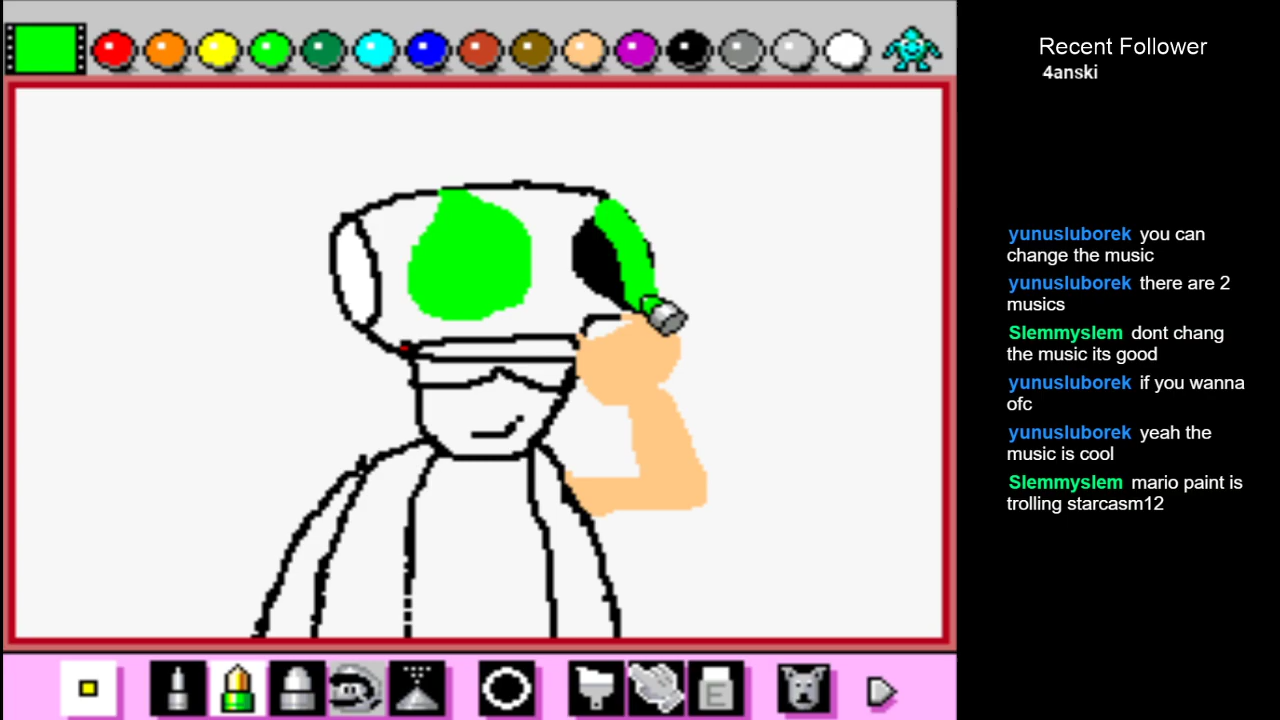 Recent Follower
4anski
yunusluborek you can
change the music
yunusluborek there are 2
musics
Slemmyslem dont chang
the music its good
yunusluborek if you wanna
ofc
yunusluborek yeah the
music is cool
Slemmyslem mario paint is
trolling starcasm12
E